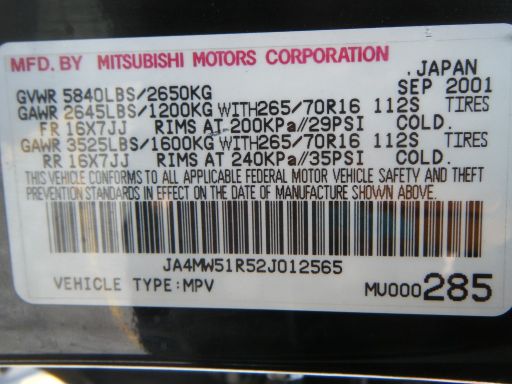 MFD. BY MITSUBISHI MOTORS CORPORATION
JAPAN
GVWR 5840LBS/2650KG SEP 2001
GAWR 2645LBS/1200KG WITH265/70R16 112S TIRES
FR 16X7JJ RIMS AT 200KPa//29PSI COLD.
GAWR 3525LBS/1600KG WITH265/70R16 112S TIRES
RR 16X7JJ RIMS AT 240KPa//35PSI COLD.
THIS VEHICLE CONFORMS TO ALL APPLICABLE FEDERAL MOTOR VEHICLE SAFETY AND THEFT
PREVENTION STANDARDS IN EFFECT ON THE DATE OF MANUFACTURE SHOWN ABOVE.
JA4MW51R52J012565
VEHICLE TYPE:MPV MU000285